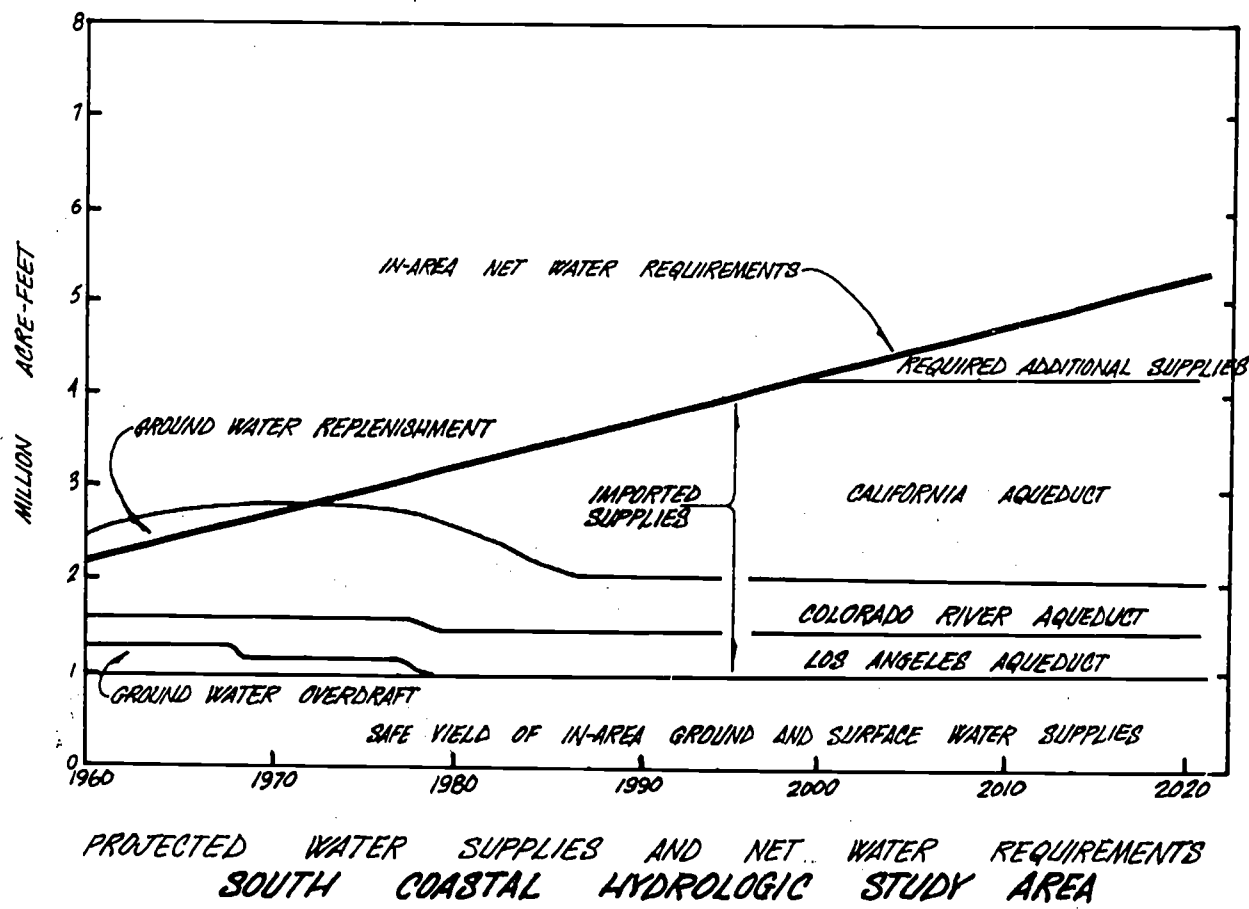 8
7
6
5
4
3
2
1
0
MILLION ACRE-FEET
IN-AREA NET WATER REQUIREMENTS
REQUIRED ADDITIONAL SUPPLIES
GROUND WATER REPLENISHMENT
IMPORTED
SUPPLIES
CALIFORNIA AQUEDUCT
COLORADO RIVER AQUEDUCT
LOS ANGELES AQUEDUCT
GROUND WATER OVERDRAFT
SAFE YIELD OF IN-AREA GROUND AND SURFACE WATER SUPPLIES
1960 1970 1980 1990 2000 2010 2020
PROJECTED WATER SUPPLIES AND NET WATER REQUIREMENTS
SOUTH COASTAL HYDROLOGIC STUDY AREA